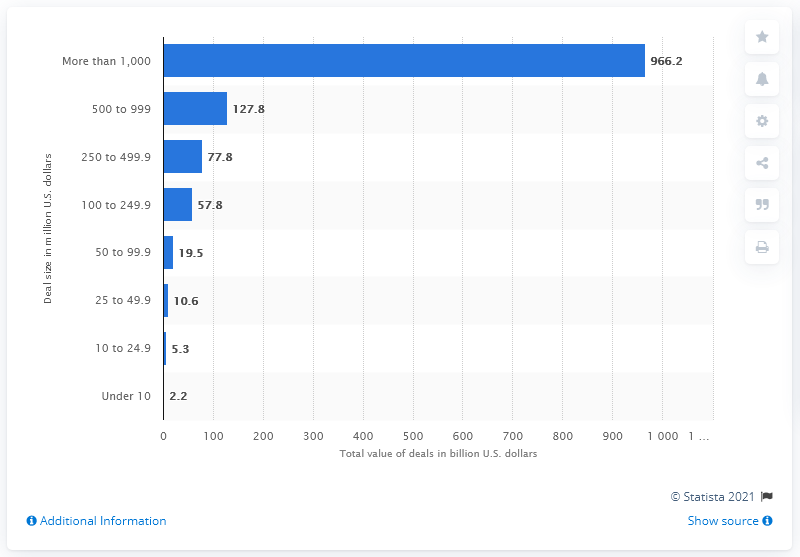 More than 1,000
966.2
500 to 999
127.8
250 to 499.9
77.8
100 to 249.9
57.8
50 to 99.9
19.5
25 to 49.9
10.6
10 to 24.9
5.3
Under 10
2.2
Deal size in million U.S. dollars
0 100 200 300 400 500 600 700 800 900 1 000 1 ...
Total value of deals in billion U.S. dollars
© Statista 2021
Additional Information
Show source